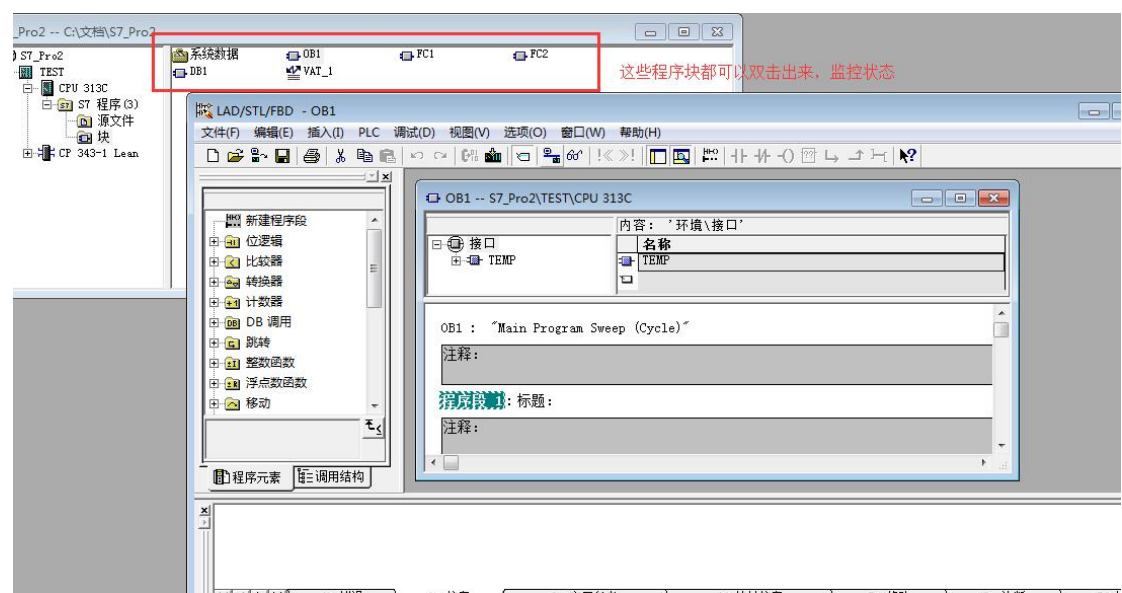 _Pro2 -- C:\文档\S7_Pro2
S7_Pro2
TEST
CPU 313C
S7 程序(3)
源文件
块
CP 343-1 Lean
系统数据 OB1 FC1 FC2
DB1 VAT_1
这些程序块都可以双击出来，监控状态
LAD/STL/FBD - OB1
文件(F) 编辑(E) 插入(I) PLC 调试(D) 视图(V) 选项(O) 窗口(W) 帮助(H)
新建程序段
位逻辑
比较器
转换器
计数器
DB 调用
跳转
整数函数
浮点数函数
移动
程序元素 调用结构
OB1 -- S7_Pro2\TEST\CPU 313C
内容： '环境\接口'
接口 名称
TEMP TEMP
OB1 : "Main Program Sweep (Cycle)"
注释:
程序段 1: 标题:
注释: